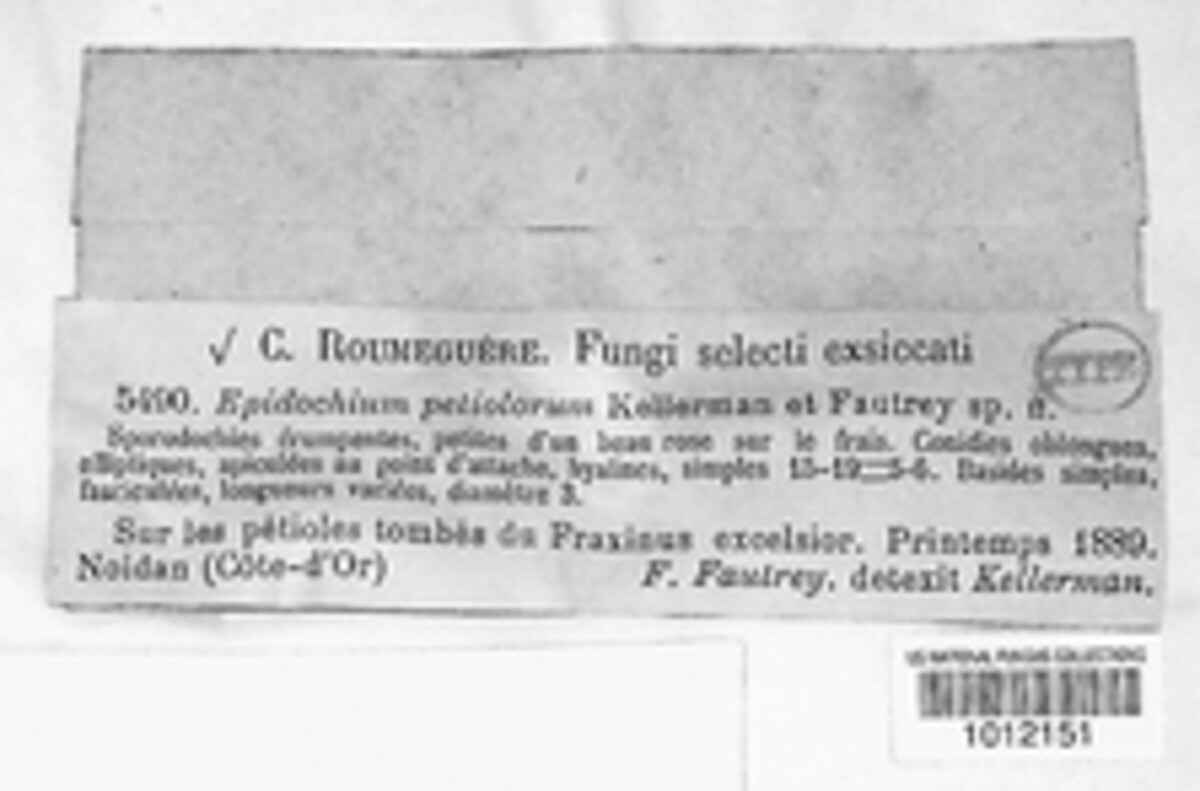 √ C. ROUMEGUÈRE. Fungi selecti exsiccati
TYPE
5490. Epidochium petiolorum Kellerman et Fautrey sp. n.
Sporodochies érumpentes, petites d'un beau rose sur le frais. Conidies oblongues,
elliptiques, apiculées au point d'attache, hyalines, simples 15-19=5-6. Basides simples,
fasciculées, longueurs variées, diamètre 3.
Sur les pétioles tombés du Fraxinus excelsior. Printemps 1889.
Noidan (Côte-d'Or)
F. Fautrey. detexit Kellerman.
US NATIONAL FUNGUS COLLECTIONS
1012151